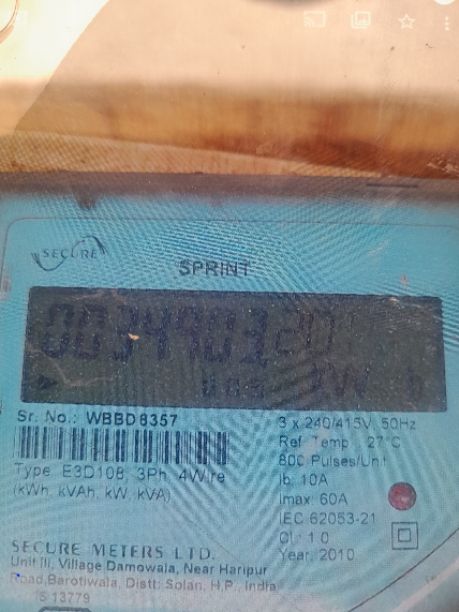 SECURE
SPRINT
kW h
Sr. No.: WBBD8357
Type E3D108 3Ph 4Wire
(kWh, kVAh, kW, kVA)
3 x 240/415V, 50Hz
Ref. Temp 27°C
800 Pulses/Unit
Ib: 10A
Imax: 60A
IEC 62053-21
CL 1.0
Year: 2010
SECURE METERS LTD.
Unit III, Village Damowala, Near Haripur
Road, Barotiwala, Distt: Solan, H.P., India
IS 13779